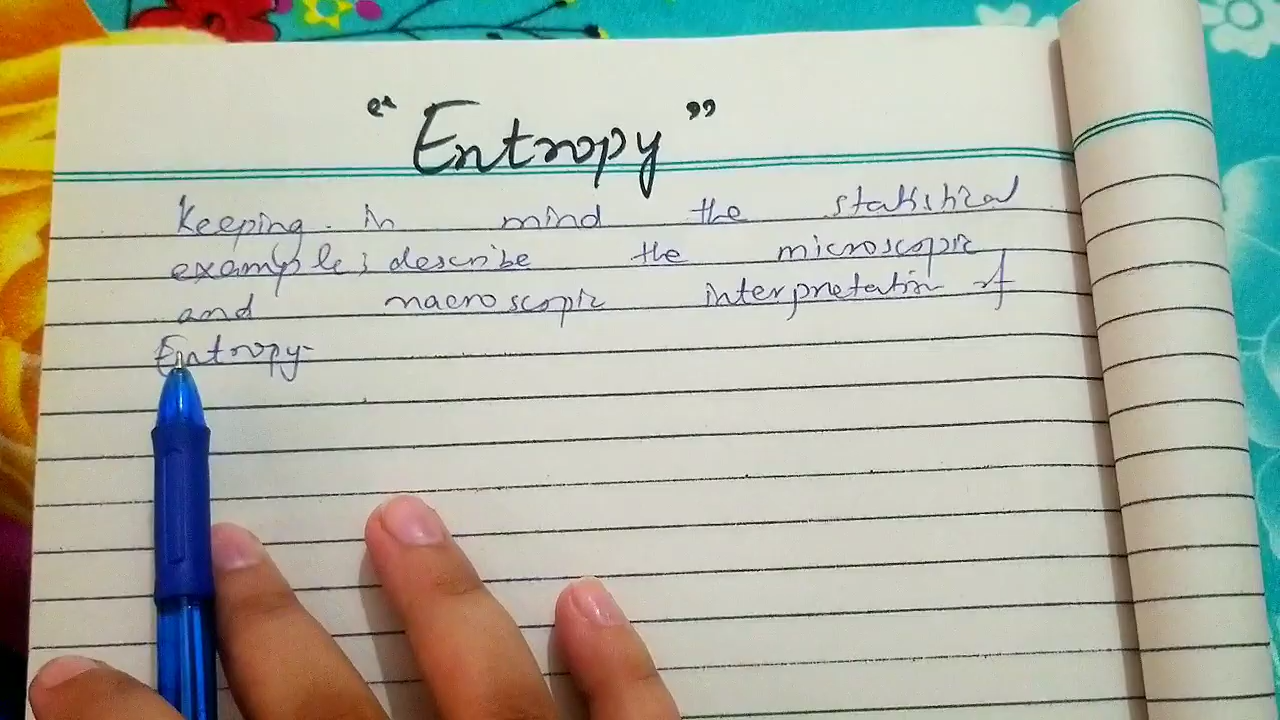 "Entropy"
Keeping in mind the statistical
example; describe the microscopic
and macroscopic interpretation of
Entropy-